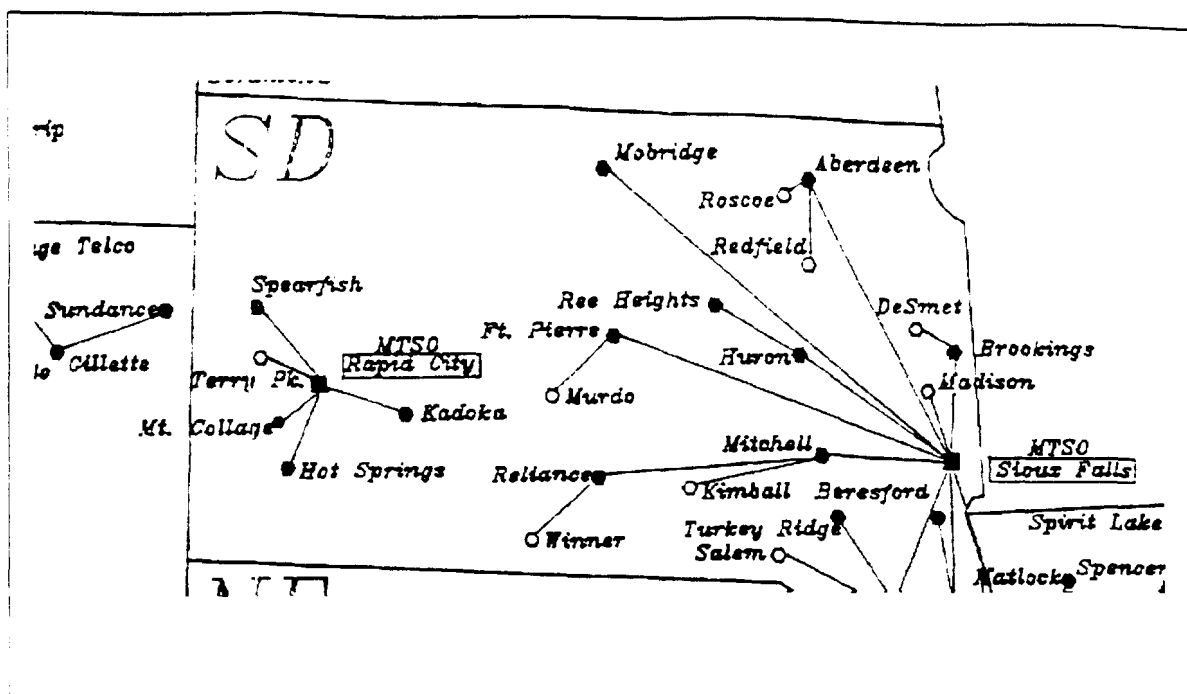 SD
Mobridge
Aberdeen
Roscoe
Redfield
Telco
Spearfish
Sundance
Ree Heights
DeSmet
Ft. Pierre
MTSO
Rapid City
Huron
Brookings
Gillette
Terry Pk.
Madison
Murdo
Kadoka
Mt. Collage
Mitchell
MTSO
Sioux Falls
Hot Springs
Reliance
Kimball
Beresford
Spirit Lake
Turkey Ridge
Winner
Salem
Matlock
Spencer